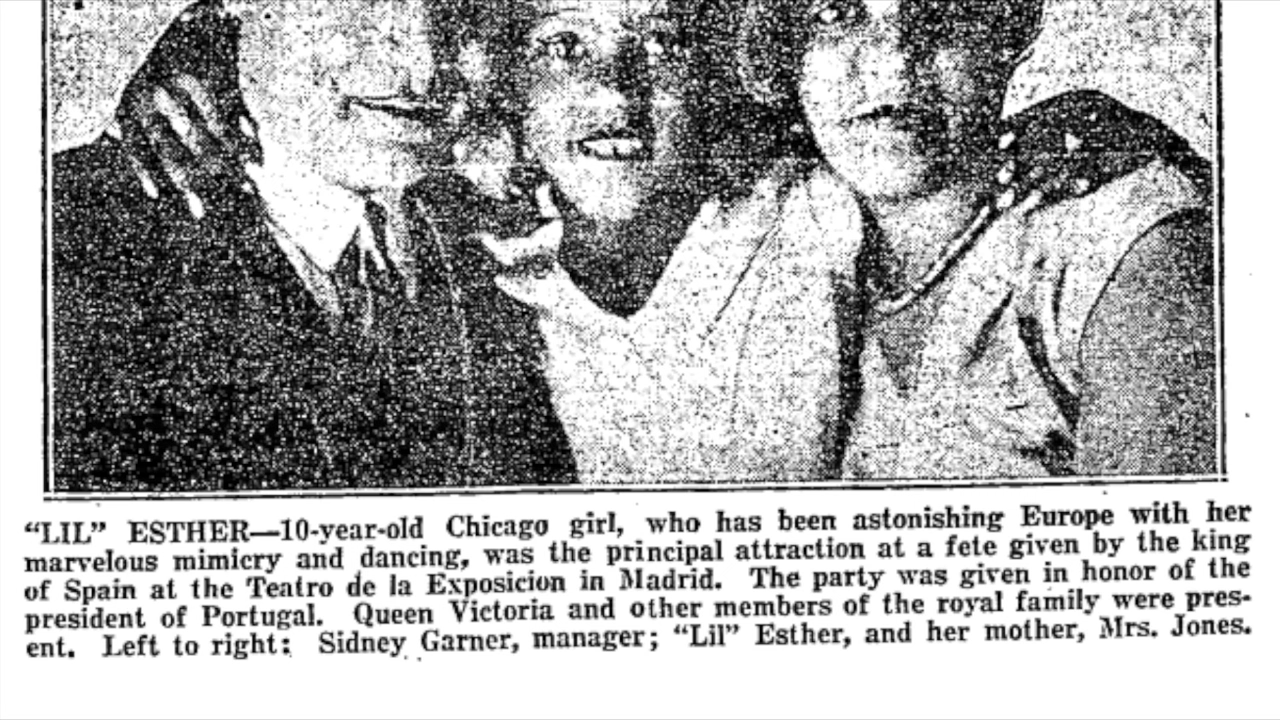 "LIL" ESTHER—10-year-old Chicago girl, who has been astonishing Europe with her
marvelous mimicry and dancing, was the principal attraction at a fete given by the king
of Spain at the Teatro de la Exposicion in Madrid. The party was given in honor of the
president of Portugal. Queen Victoria and other members of the royal family were pres-
ent. Left to right: Sidney Garner, manager; "Lil" Esther, and her mother, Mrs. Jones.